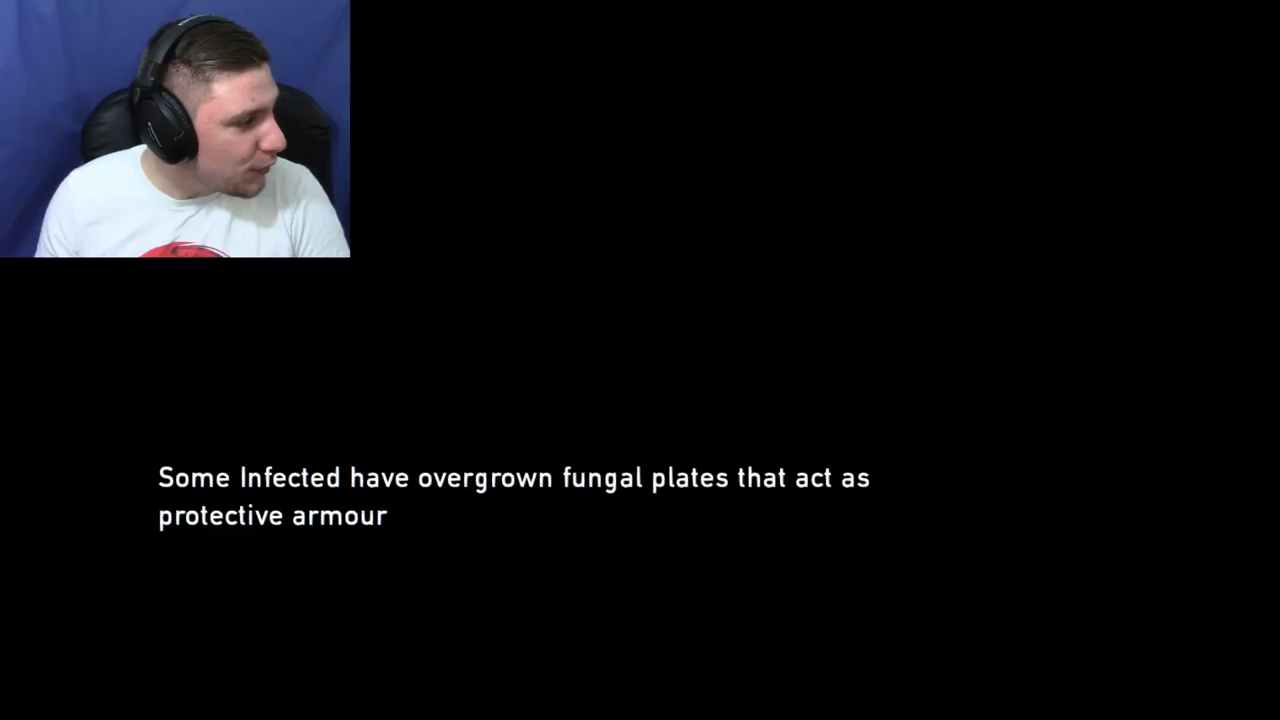 Some Infected have overgrown fungal plates that act as
protective armour